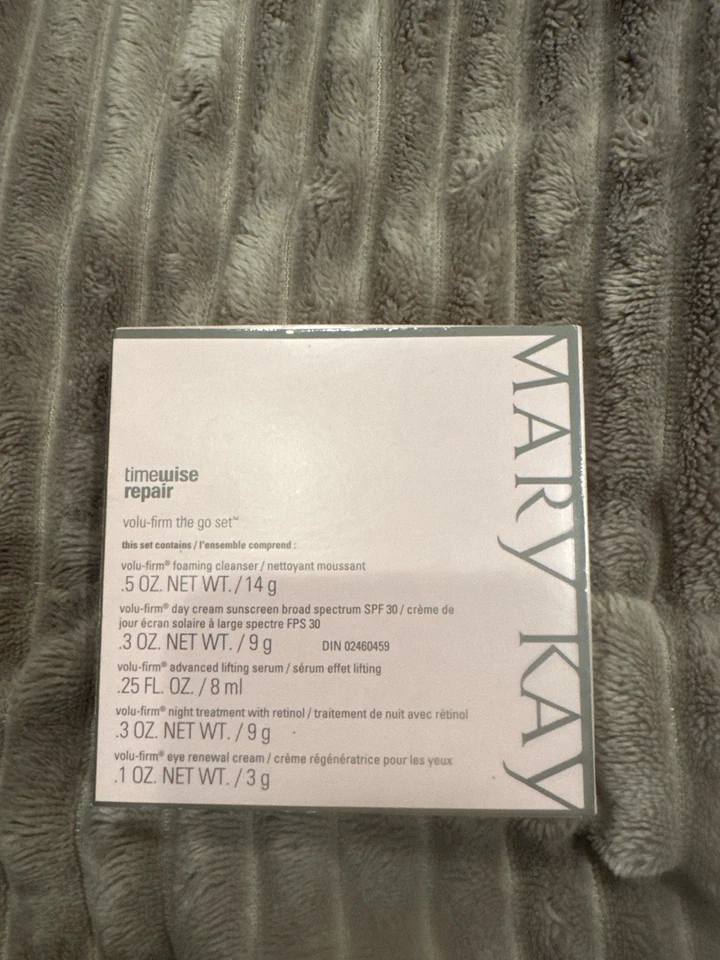 MARY KAY
timewise
repair
volu-firm the go set™
this set contains / l'ensemble comprend :
volu-firm® foaming cleanser / nettoyant moussant
.5 OZ. NET WT. / 14 g
volu-firm® day cream sunscreen broad spectrum SPF 30 / crème de
jour écran solaire à large spectre FPS 30
.3 OZ. NET WT. / 9 g DIN 02460459
volu-firm® advanced lifting serum / sérum effet lifting
.25 FL. OZ. / 8 ml
volu-firm® night treatment with retinol / traitement de nuit avec rétinol
.3 OZ. NET WT. / 9 g
volu-firm® eye renewal cream / crème régénératrice pour les yeux
.1 OZ. NET WT. / 3 g